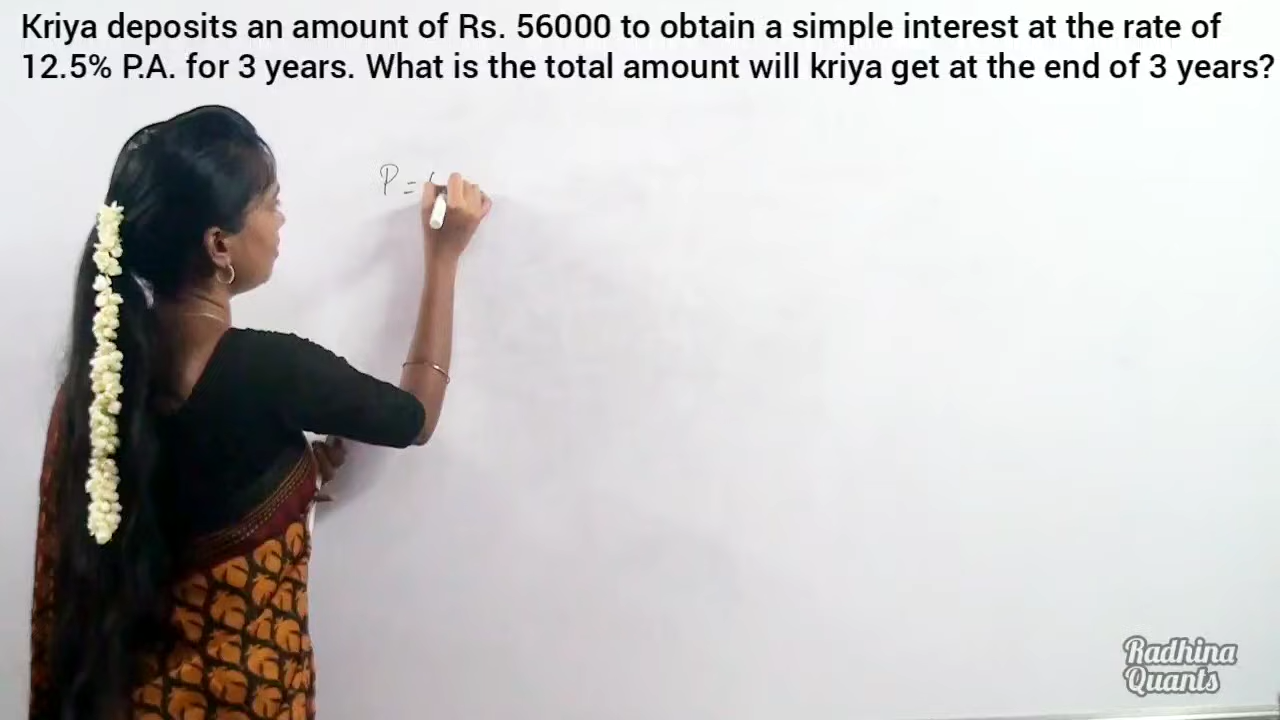 Kriya deposits an amount of Rs. 56000 to obtain a simple interest at the rate of
12.5% P.A. for 3 years. What is the total amount will kriya get at the end of 3 years?
P =
Radhina
Quants